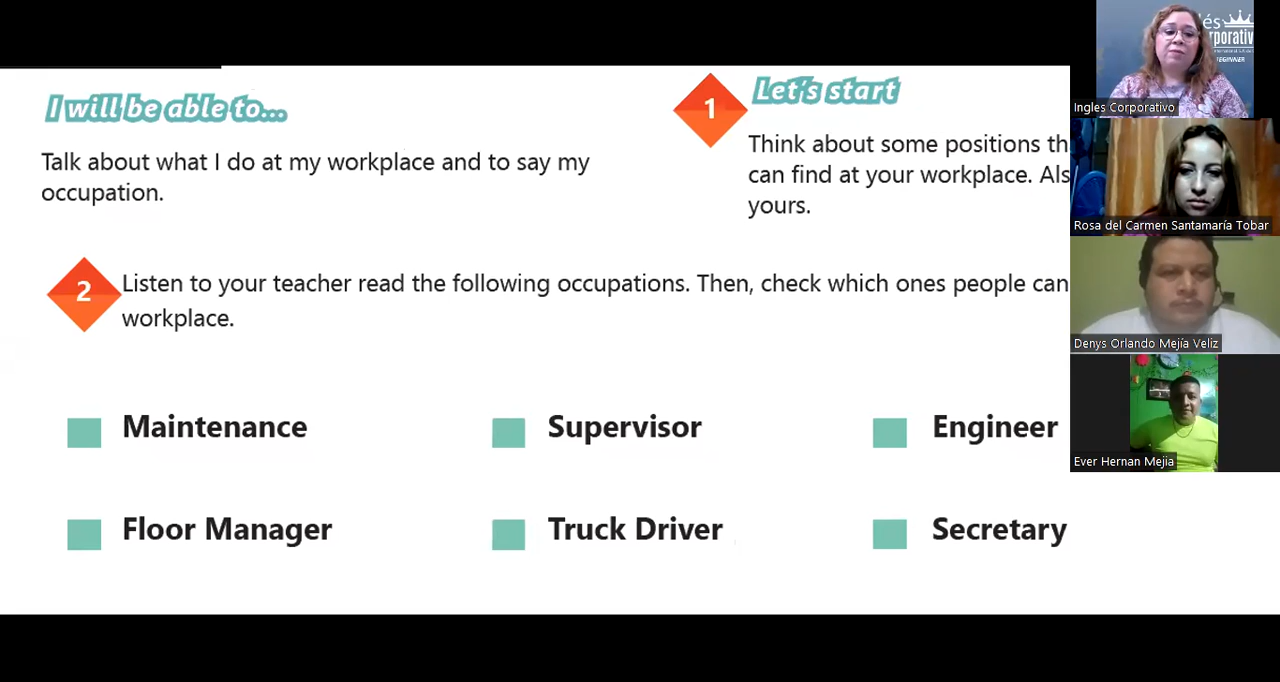 I will be able to...
Talk about what I do at my workplace and to say my
occupation.
1
Let's start
Think about some positions th
can find at your workplace. Als
yours.
2
Listen to your teacher read the following occupations. Then, check which ones people can
workplace.
Maintenance
Supervisor
Engineer
Floor Manager
Truck Driver
Secretary
Ingles Corporativo
Rosa del Carmen Santamaría Tobar
Denys Orlando Mejía Veliz
Ever Hernan Mejia